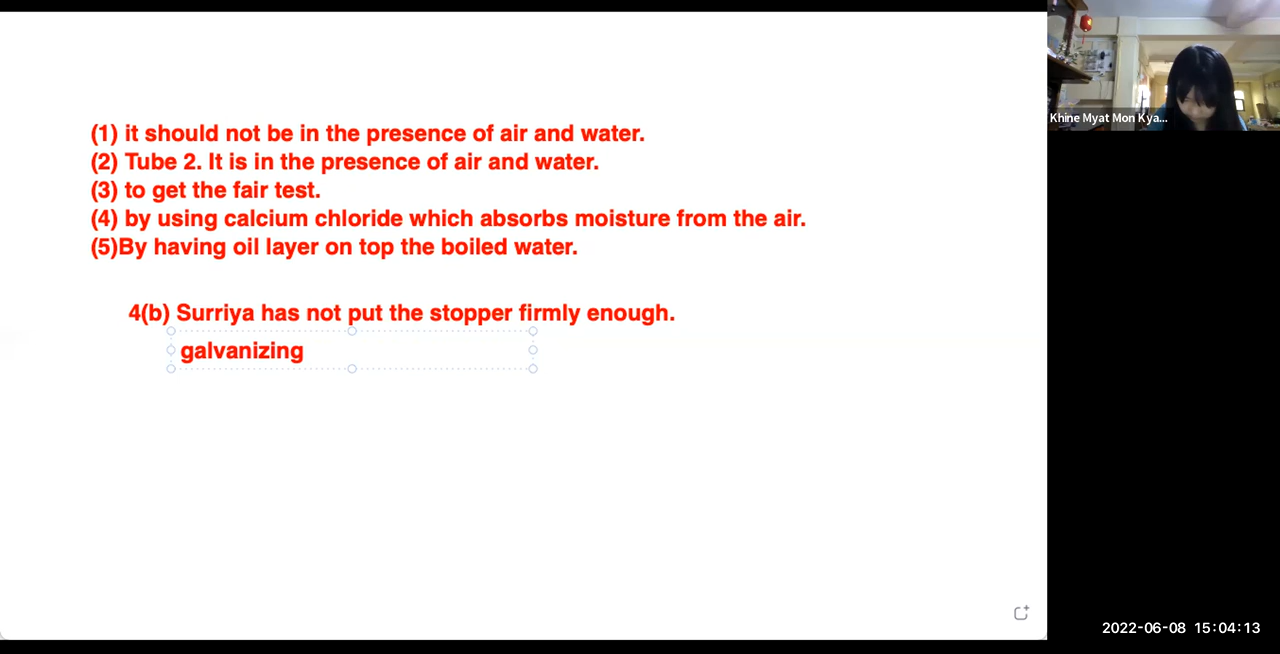 (1) it should not be in the presence of air and water.
(2) Tube 2. It is in the presence of air and water.
(3) to get the fair test.
(4) by using calcium chloride which absorbs moisture from the air.
(5)By having oil layer on top the boiled water.
4(b) Surriya has not put the stopper firmly enough.
galvanizing
Khine Myat Mon Kya...
2022-06-08 15:04:13